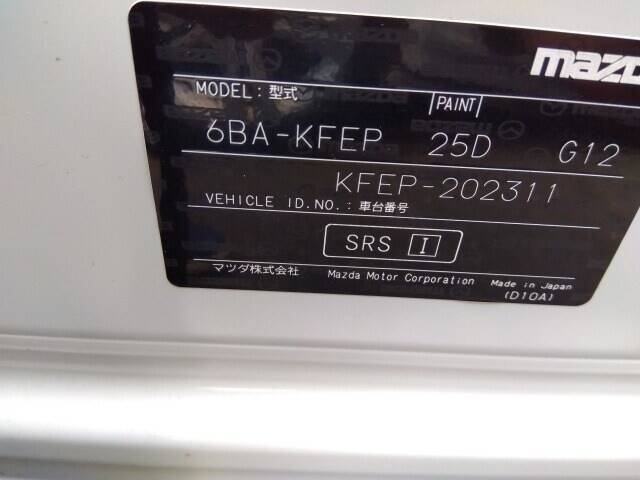 mazd
MODEL:型式 PAINT
6BA-KFEP 25D G12
KFEP-202311
VEHICLE ID.NO.:車台番号
SRS I
マツダ株式会社 Mazda Motor Corporation Made in Japan
(D10A)